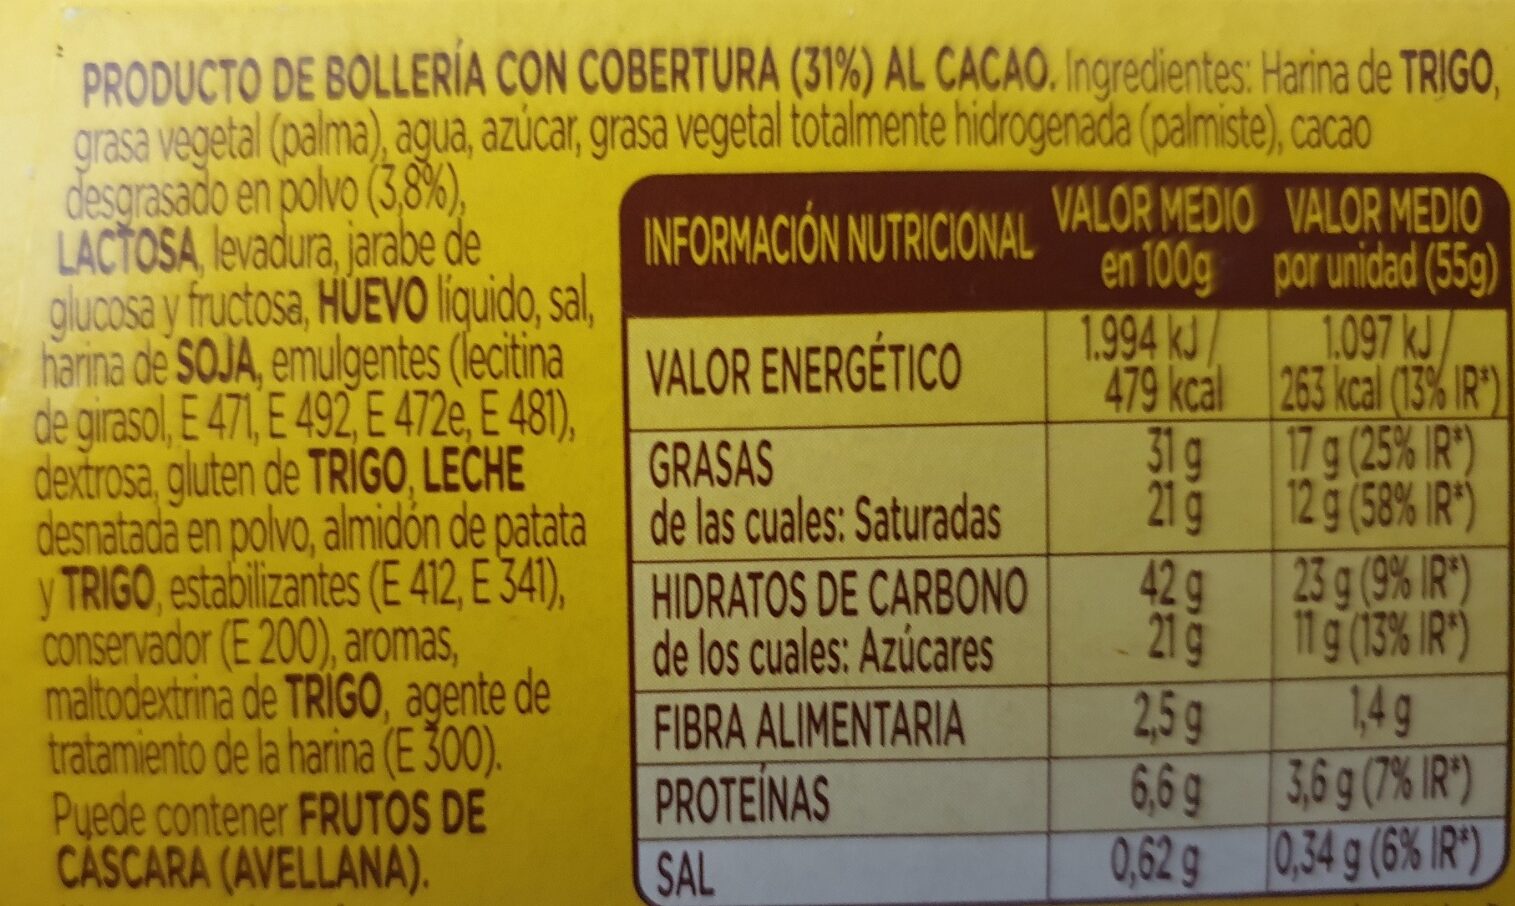 PRODUCTO DE BOLLERÍA CON COBERTURA (31%) AL CACAO. Ingredientes: Harina de TRIGO,
grasa vegetal (palma), agua, azúcar, grasa vegetal totalmente hidrogenada (palmiste), cacao
desgrasado en polvo (3,8%),
LACTOSA, levadura, jarabe de
glucosa y fructosa, HUEVO líquido, sal,
harina de SOJA, emulgentes (lecitina
de girasol, E 471, E 492, E 472e, E 481),
dextrosa, gluten de TRIGO, LECHE
desnatada en polvo, almidón de patata
y TRIGO, estabilizantes (E 412, E 341),
conservador (E 200), aromas,
maltodextrina de TRIGO, agente de
tratamiento de la harina (E 300).
Puede contener FRUTOS DE
CÁSCARA (AVELLANA).
INFORMACIÓN NUTRICIONAL VALOR MEDIO en 100g VALOR MEDIO por unidad (55g)
VALOR ENERGÉTICO 1.994 kJ / 479 kcal 1.097 kJ / 263 kcal (13% IR*)
GRASAS 31 g 17 g (25% IR*)
de las cuales: Saturadas 21 g 12 g (58% IR*)
HIDRATOS DE CARBONO 42 g 23 g (9% IR*)
de los cuales: Azúcares 21 g 11 g (13% IR*)
FIBRA ALIMENTARIA 2,5 g 1,4 g
PROTEÍNAS 6,6 g 3,6 g (7% IR*)
SAL 0,62 g 0,34 g (6% IR*)